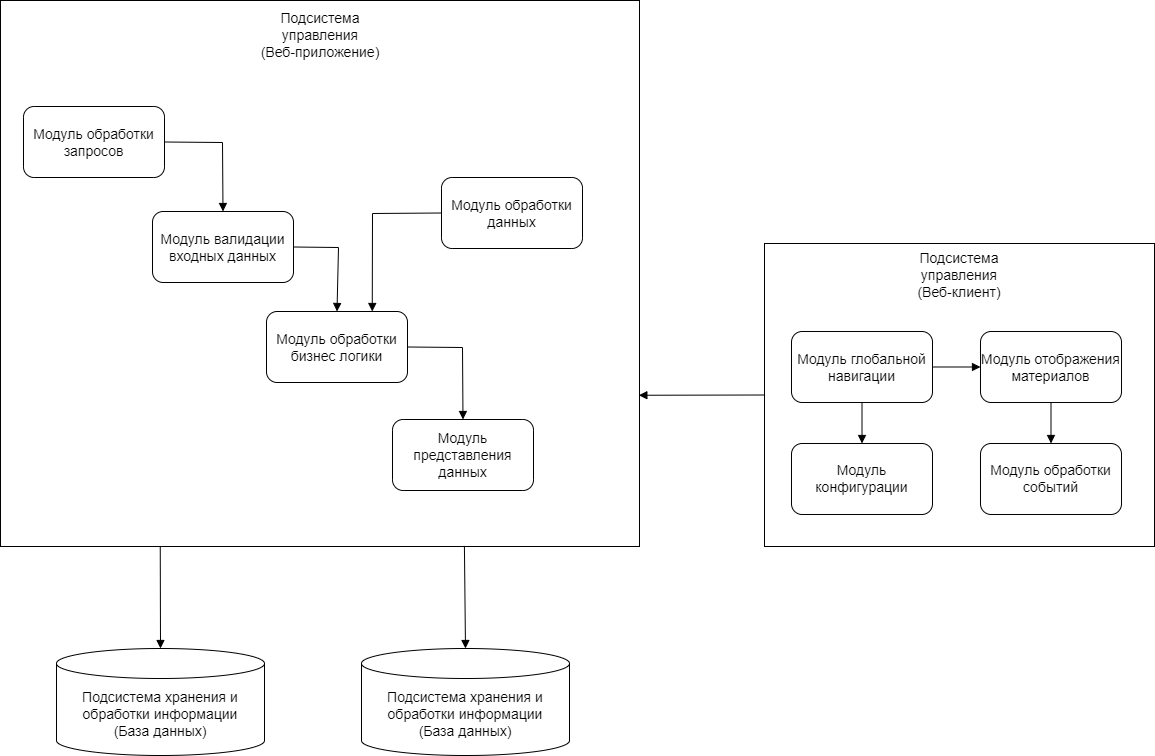 Подсистема
управления
(Веб-приложение)
Модуль обработки
запросов
Модуль обработки
данных
Модуль валидации
входных данных
Модуль обработки
бизнес логики
Модуль
представления
данных
Подсистема
управления
(Веб-клиент)
Модуль глобальной
навигации
Модуль отображения
материалов
Модуль
конфигурации
Модуль обработки
событий
Подсистема хранения и
обработки информации
(База данных)
Подсистема хранения и
обработки информации
(База данных)